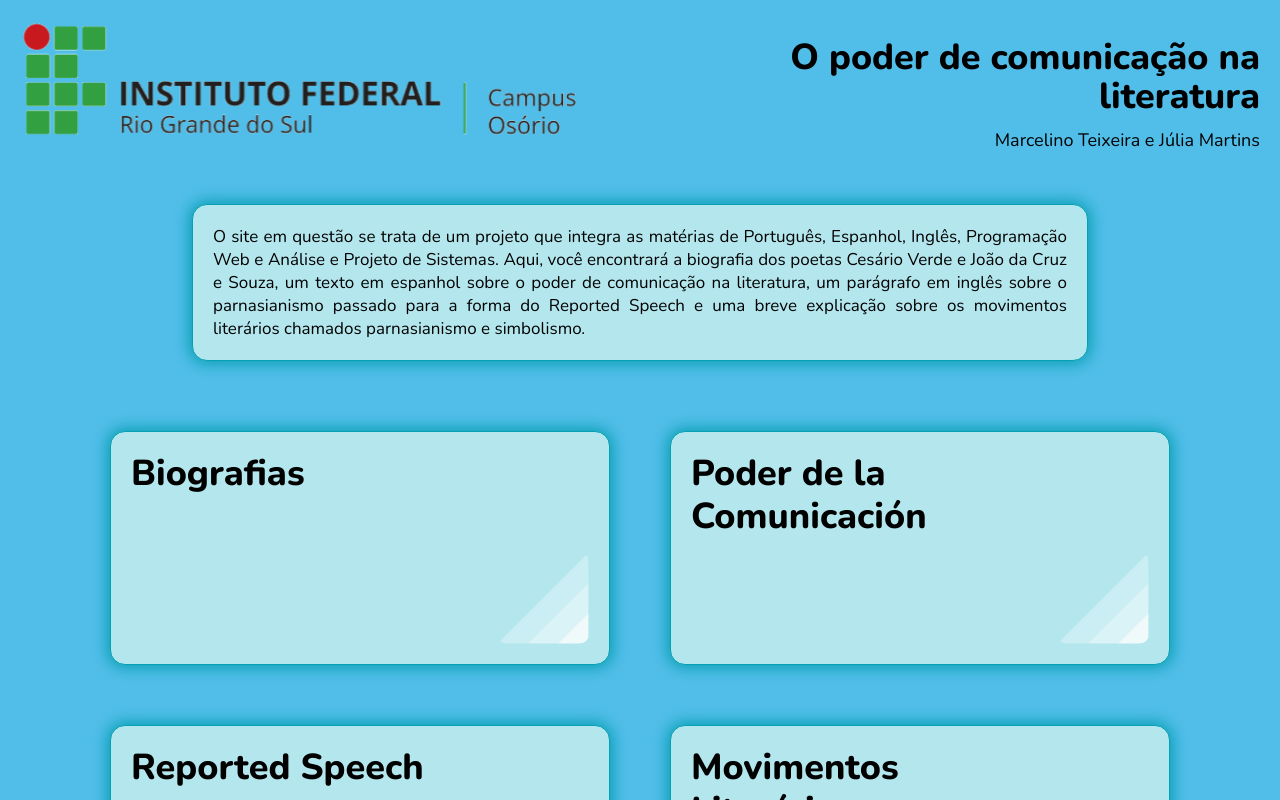 INSTITUTO FEDERAL
Rio Grande do Sul
Campus
Osório
O poder de comunicação na
literatura
Marcelino Teixeira e Júlia Martins
O site em questão se trata de um projeto que integra as matérias de Português, Espanhol, Inglês, Programação
Web e Análise e Projeto de Sistemas. Aqui, você encontrará a biografia dos poetas Cesário Verde e João da Cruz
e Souza, um texto em espanhol sobre o poder de comunicação na literatura, um parágrafo em inglês sobre o
parnasianismo passado para a forma do Reported Speech e uma breve explicação sobre os movimentos
literários chamados parnasianismo e simbolismo.
Biografias
Poder de la
Comunicación
Reported Speech
Movimentos